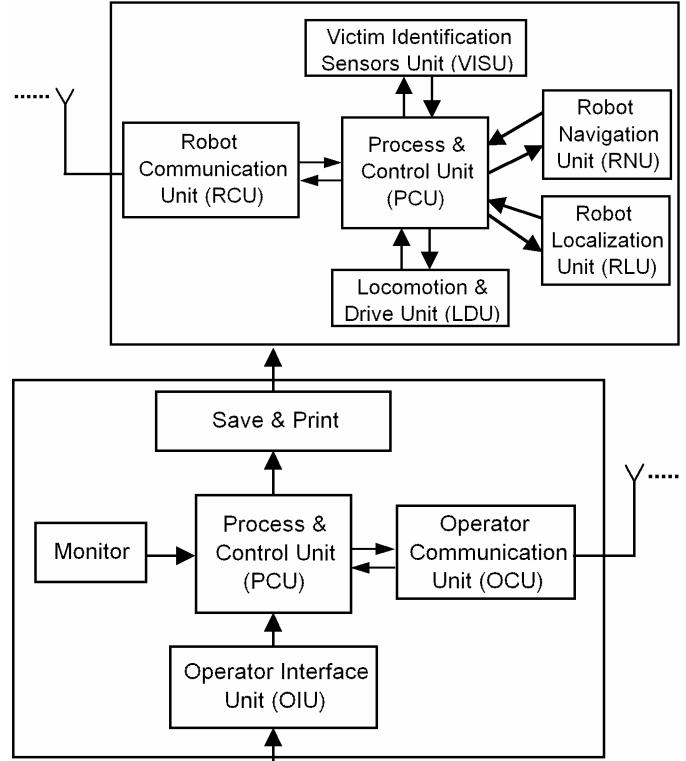 Victim Identification
Sensors Unit (VISU)
Robot
Communication
Unit (RCU)
Process &
Control Unit
(PCU)
Robot
Navigation
Unit (RNU)
Robot
Localization
Unit (RLU)
Locomotion &
Drive Unit (LDU)
Save & Print
Monitor
Process &
Control Unit
(PCU)
Operator
Communication
Unit (OCU)
Operator Interface
Unit (OIU)